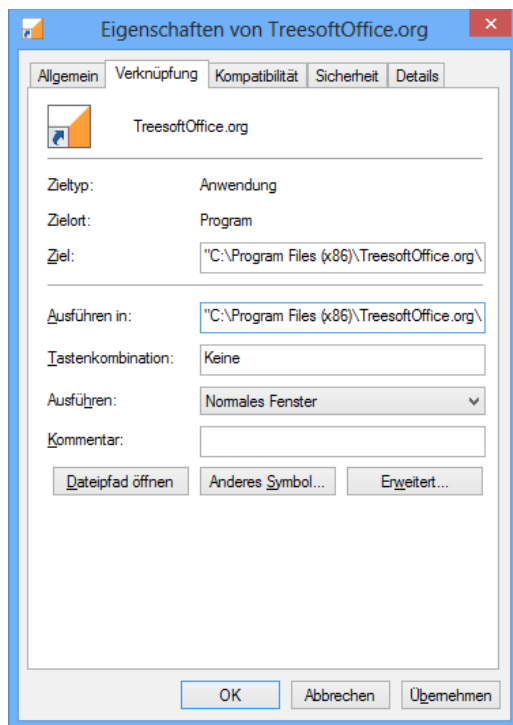 Eigenschaften von TreesoftOffice.org
Allgemein Verknüpfung Kompatibilität Sicherheit Details
TreesoftOffice.org
Zieltyp: Anwendung
Zielort: Program
Ziel: "C:\Program Files (x86)\TreesoftOffice.org\
Ausführen in: "C:\Program Files (x86)\TreesoftOffice.org\
Tastenkombination: Keine
Ausführen: Normales Fenster
Kommentar:
Dateipfad öffnen Anderes Symbol... Erweitert...
OK Abbrechen Übernehmen